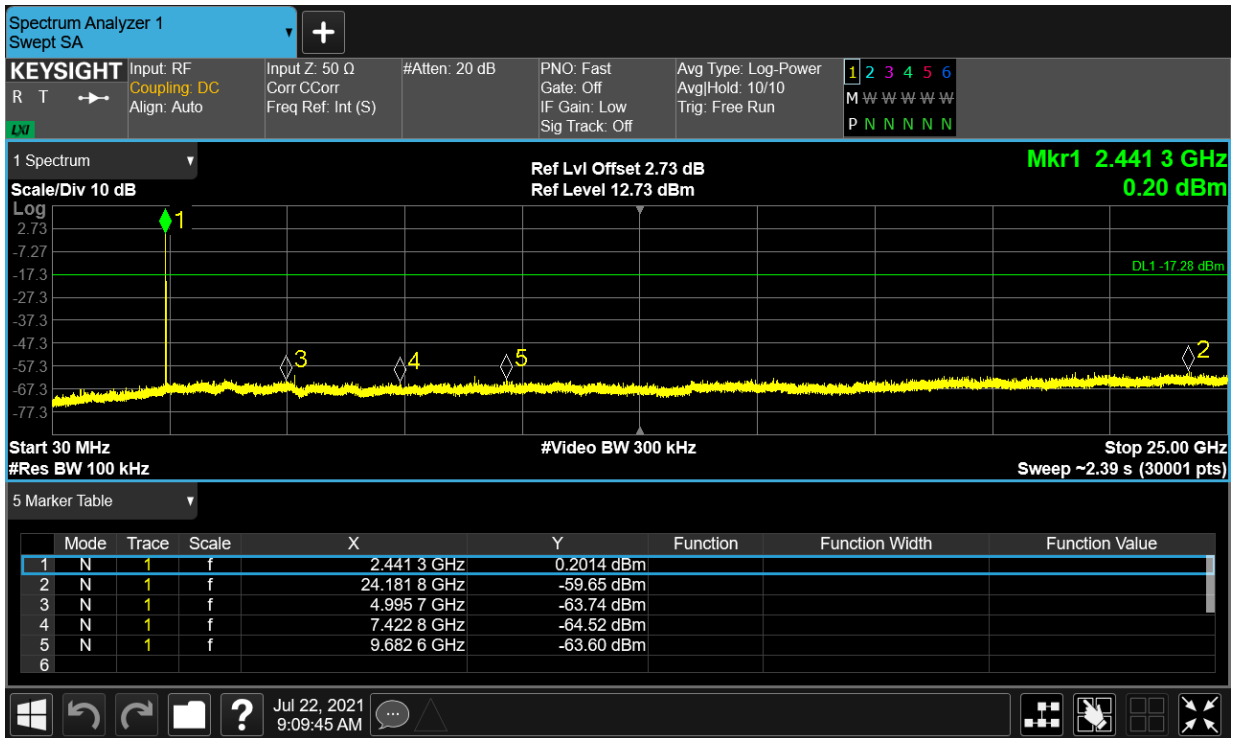 Spectrum Analyzer 1
Swept SA
KEYSIGHT
R T
LXI
Input: RF
Coupling: DC
Align: Auto
Input Z: 50 Ω
Corr CCorr
Freq Ref: Int (S)
#Atten: 20 dB
PNO: Fast
Gate: Off
IF Gain: Low
Sig Track: Off
Avg Type: Log-Power
Avg|Hold: 10/10
Trig: Free Run
1 2 3 4 5 6
M W W W W W
P N N N N N
1 Spectrum
Scale/Div 10 dB
Ref Lvl Offset 2.73 dB
Ref Level 12.73 dBm
Mkr1 2.441 3 GHz
0.20 dBm
Log
2.73
-7.27
-17.3
-27.3
-37.3
-47.3
-57.3
-67.3
-77.3
1
DL1 -17.28 dBm
3
4
5
2
Start 30 MHz
#Video BW 300 kHz
Stop 25.00 GHz
#Res BW 100 kHz
Sweep ~2.39 s (30001 pts)
5 Marker Table
Mode Trace Scale X Y Function Function Width Function Value
1 N 1 f 2.441 3 GHz 0.2014 dBm
2 N 1 f 24.181 8 GHz -59.65 dBm
3 N 1 f 4.995 7 GHz -63.74 dBm
4 N 1 f 7.422 8 GHz -64.52 dBm
5 N 1 f 9.682 6 GHz -63.60 dBm
6
?
Jul 22, 2021
9:09:45 AM